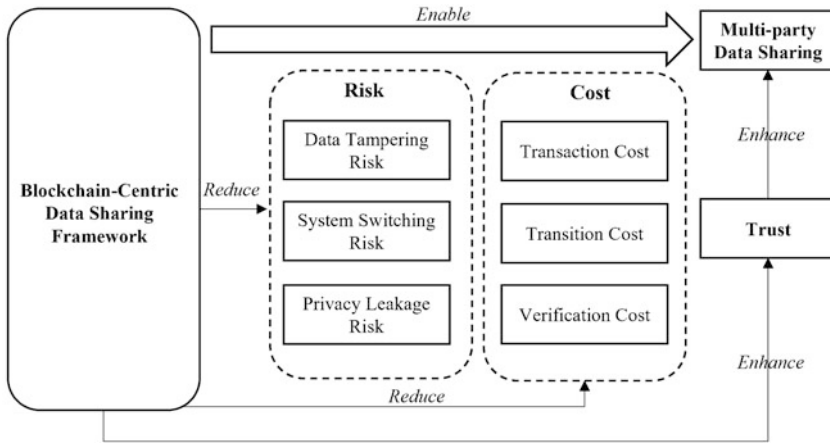 Enable
Multi-party
Data Sharing
Blockchain-Centric
Data Sharing
Framework
Reduce
Risk
Data Tampering
Risk
System Switching
Risk
Privacy Leakage
Risk
Cost
Transaction Cost
Transition Cost
Verification Cost
Enhance
Trust
Enhance
Reduce